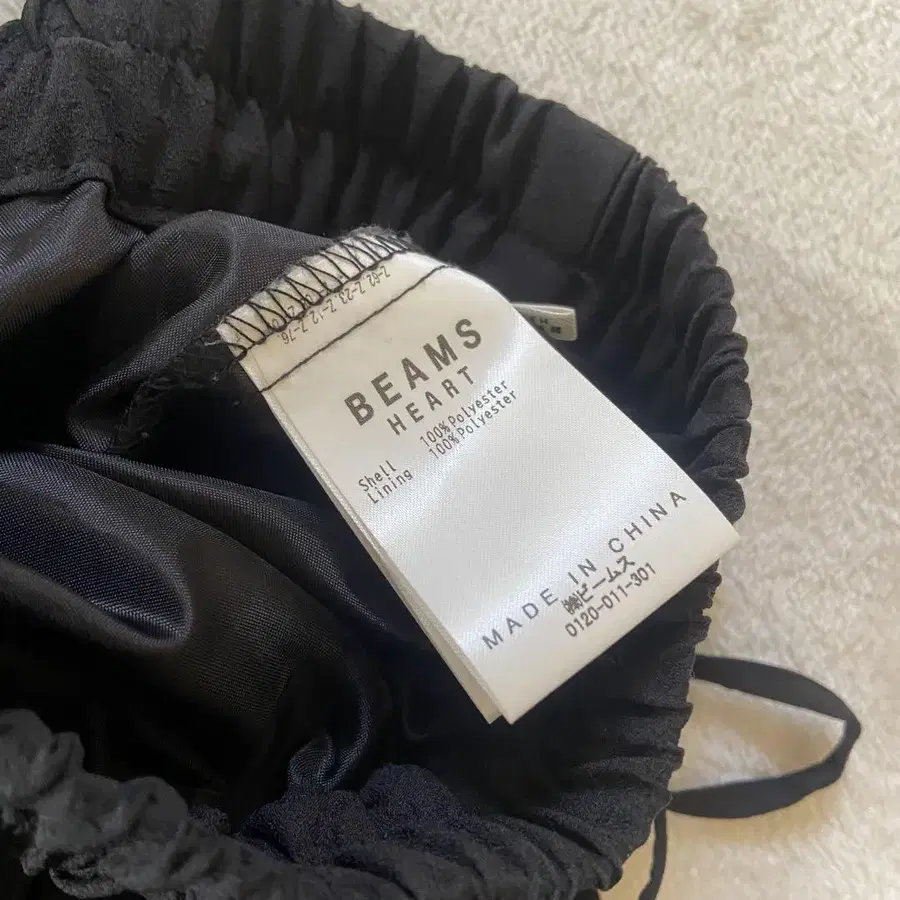 BEAMS
HEART
Shell 100% Polyester
Lining 100% Polyester
MADE IN CHINA
㈱ビームス
0120-011-301